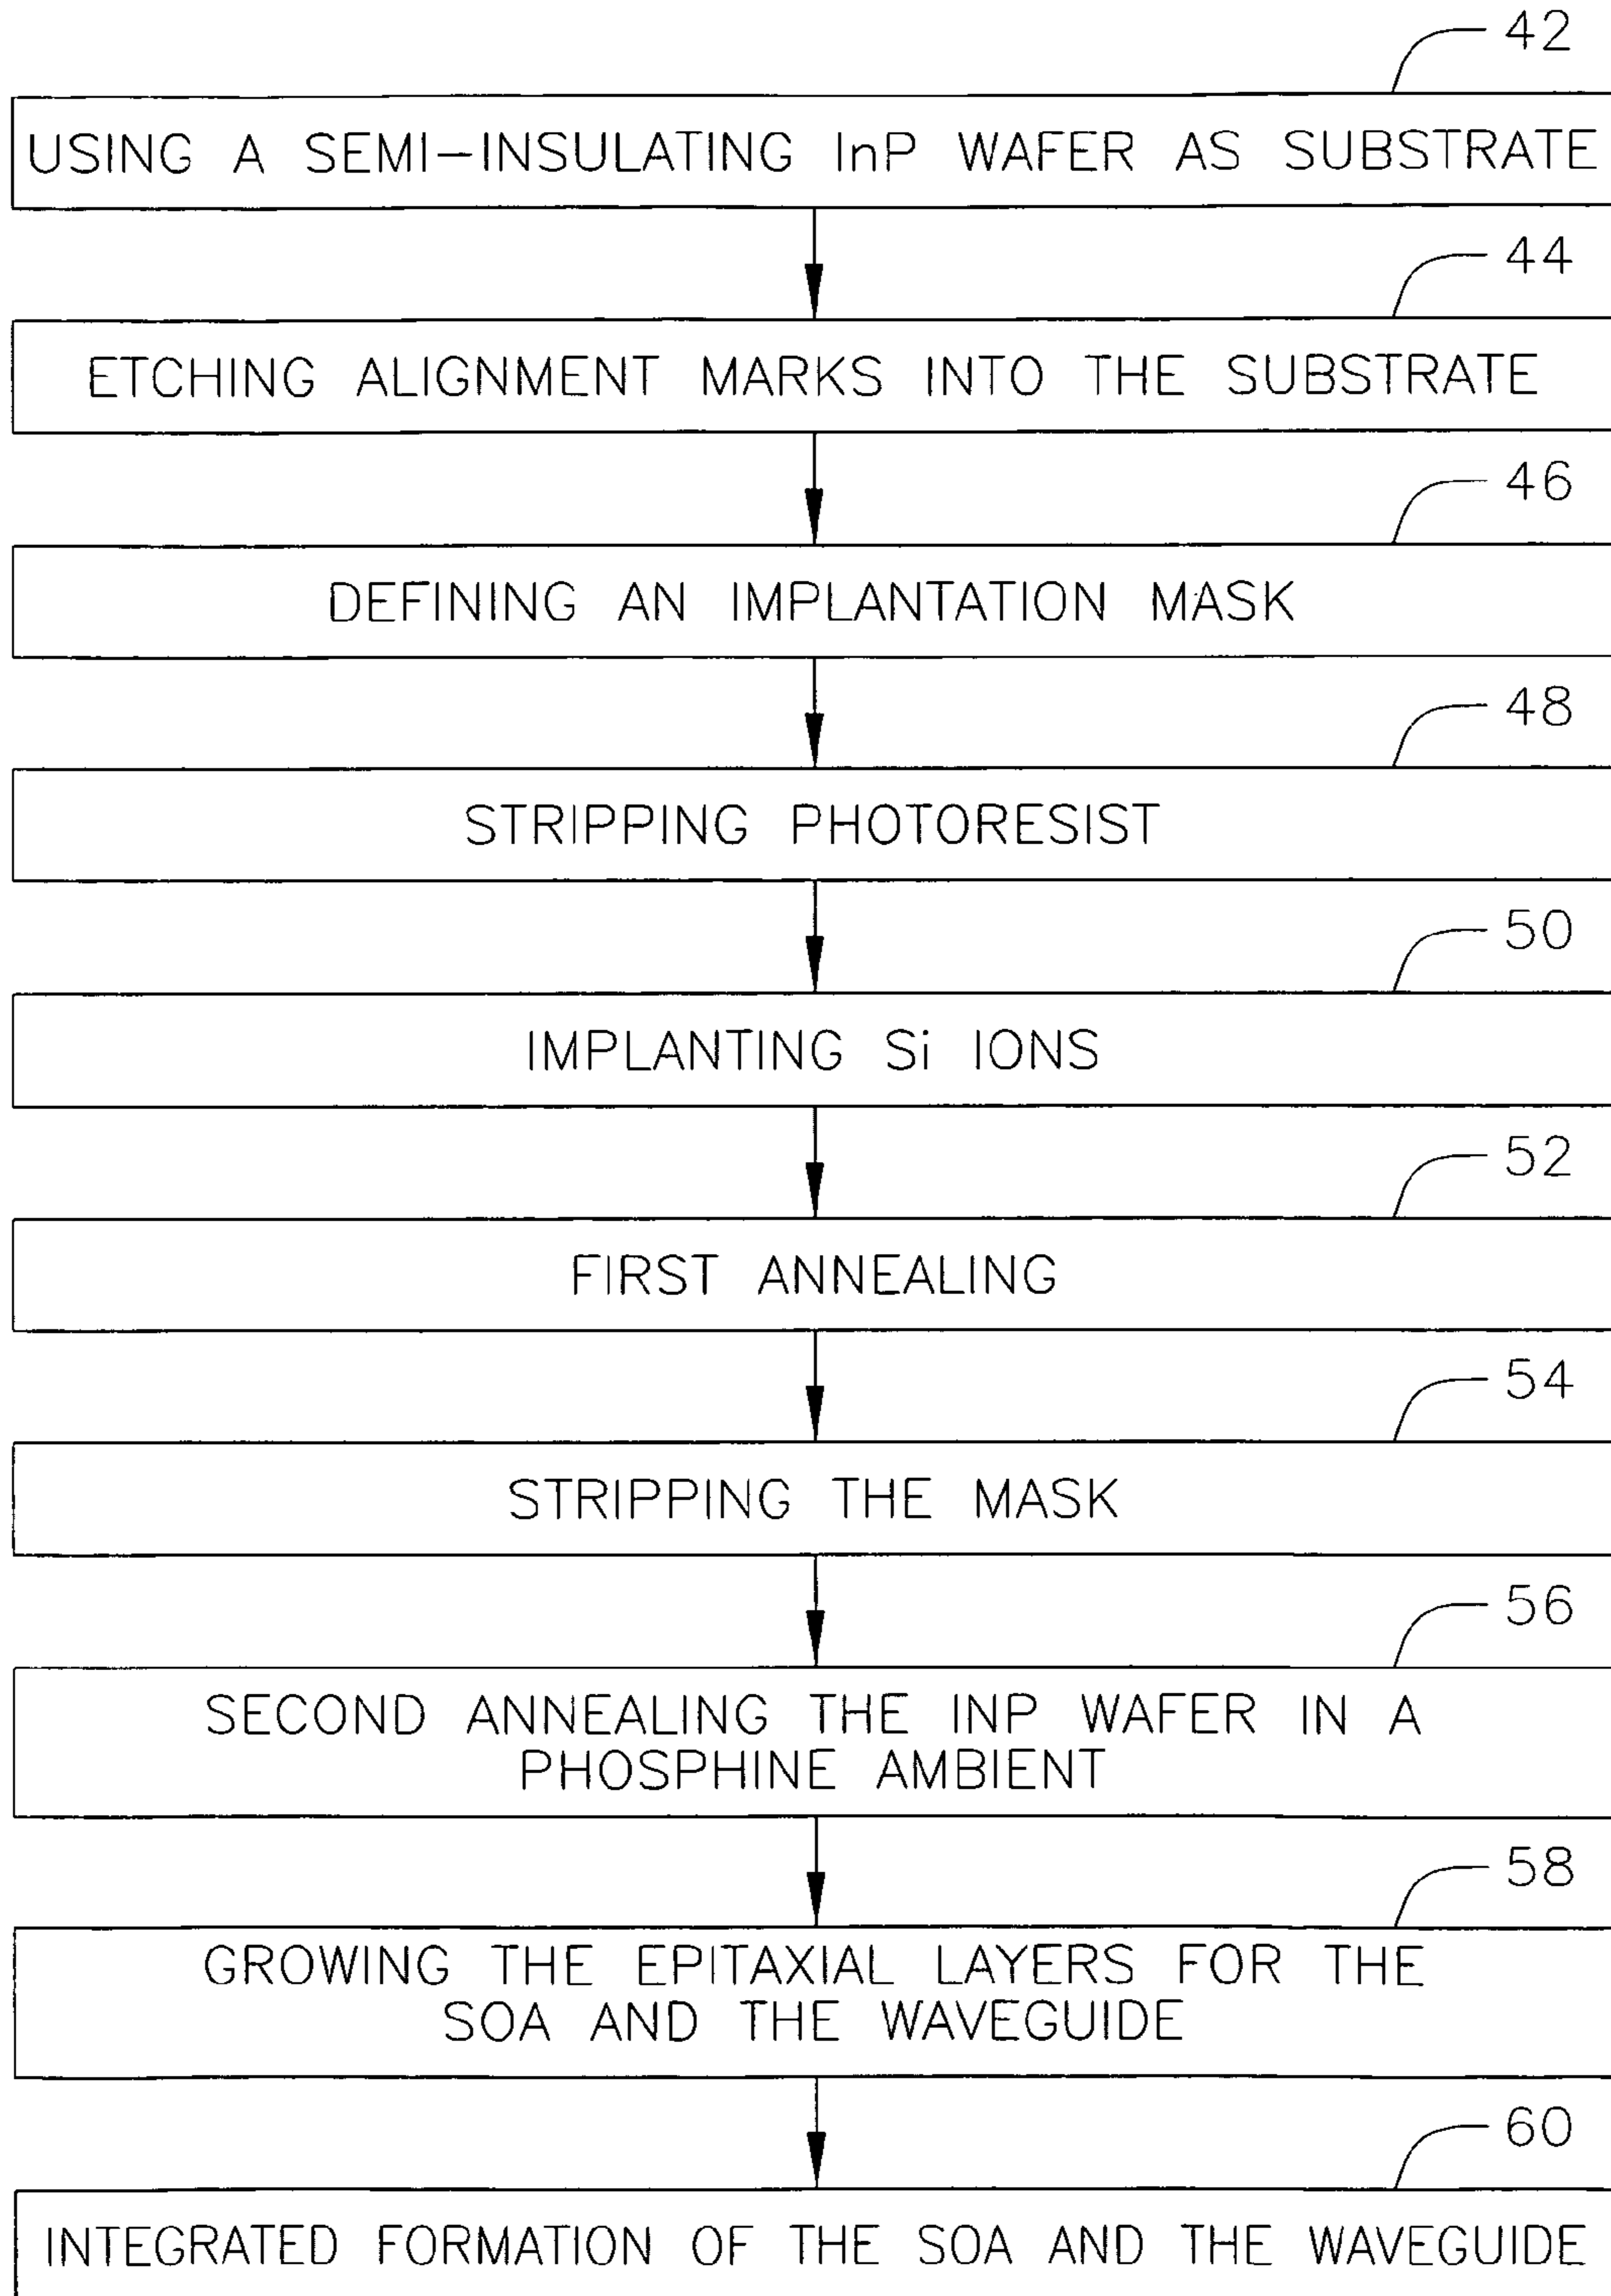 42
USING A SEMI-INSULATING InP WAFER AS SUBSTRATE
44
ETCHING ALIGNMENT MARKS INTO THE SUBSTRATE
46
DEFINING AN IMPLANTATION MASK
48
STRIPPING PHOTORESIST
50
IMPLANTING Si IONS
52
FIRST ANNEALING
54
STRIPPING THE MASK
56
SECOND ANNEALING THE INP WAFER IN A
PHOSPHINE AMBIENT
58
GROWING THE EPITAXIAL LAYERS FOR THE
SOA AND THE WAVEGUIDE
60
INTEGRATED FORMATION OF THE SOA AND THE WAVEGUIDE